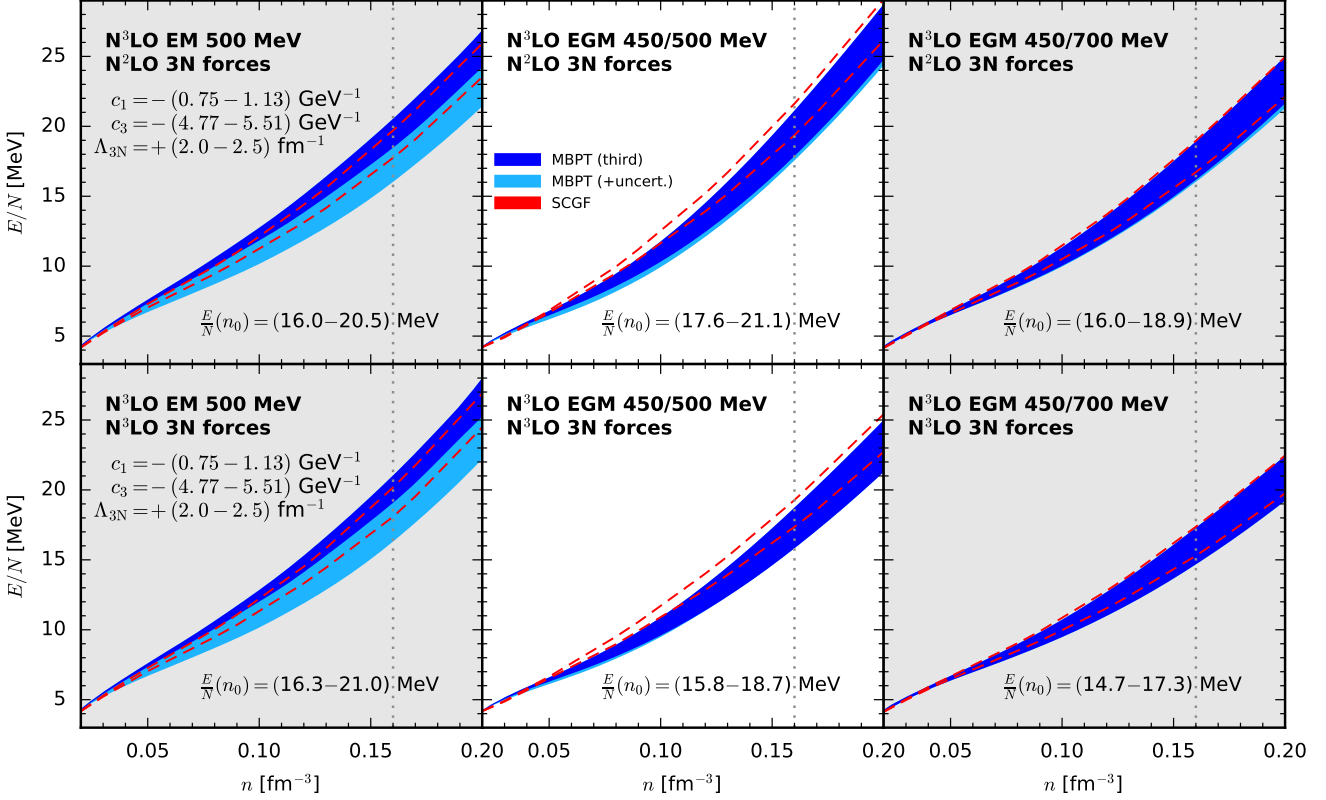 N³LO EM 500 MeV
N²LO 3N forces
c₁ = −(0.75−1.13) GeV⁻¹
c₃ = −(4.77−5.51) GeV⁻¹
Λ₃N = +(2.0−2.5) fm⁻¹
E/N(n₀) = (16.0−20.5) MeV
N³LO EGM 450/500 MeV
N²LO 3N forces
MBPT (third)
MBPT (+uncert.)
SCGF
E/N(n₀) = (17.6−21.1) MeV
N³LO EGM 450/700 MeV
N²LO 3N forces
E/N(n₀) = (16.0−18.9) MeV
25
20
15
10
5
E/N [MeV]
N³LO EM 500 MeV
N³LO 3N forces
c₁ = −(0.75−1.13) GeV⁻¹
c₃ = −(4.77−5.51) GeV⁻¹
Λ₃N = +(2.0−2.5) fm⁻¹
E/N(n₀) = (16.3−21.0) MeV
N³LO EGM 450/500 MeV
N³LO 3N forces
E/N(n₀) = (15.8−18.7) MeV
N³LO EGM 450/700 MeV
N³LO 3N forces
E/N(n₀) = (14.7−17.3) MeV
25
20
15
10
5
E/N [MeV]
0.05 0.10 0.15 0.20 0.05 0.10 0.15 0.20 0.05 0.10 0.15 0.20
n [fm⁻³] n [fm⁻³] n [fm⁻³]